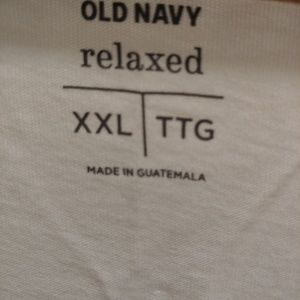 OLD NAVY
relaxed
XXL TTG
MADE IN GUATEMALA